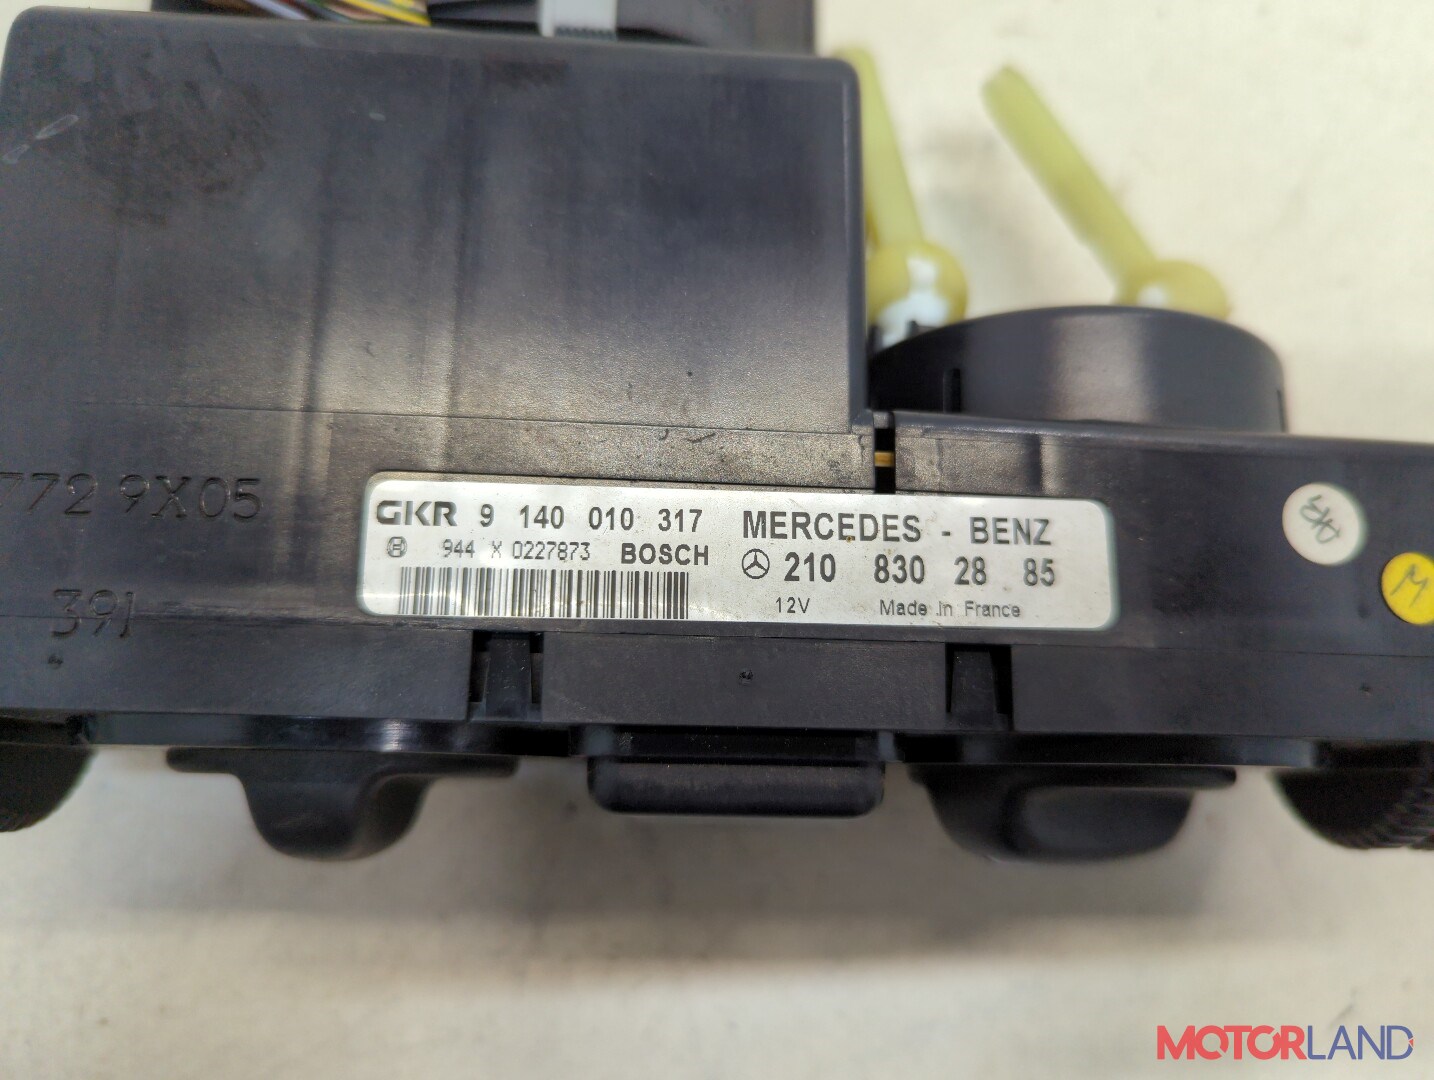 772 9X05
391
GKR 9 140 010 317
944 X 0227873 BOSCH
MERCEDES - BENZ
210 830 28 85
12V Made In France
M
MOTORLAND